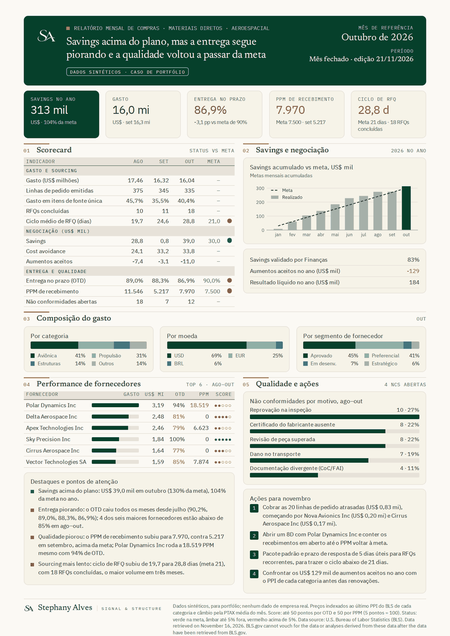 SA
RELATÓRIO MENSAL DE COMPRAS · MATERIAIS DIRETOS · AEROESPACIAL
Savings acima do plano, mas a entrega segue
piorando e a qualidade voltou a passar da meta
DADOS SINTÉTICOS · CASO DE PORTFÓLIO
MÊS DE REFERÊNCIA
Outubro de 2026
PERÍODO
Mês fechado · edição 21/11/2026
SAVINGS NO ANO
313 mil
US$ · 104% da meta
GASTO
16,0 mi
US$ · set 16,3 mi
ENTREGA NO PRAZO
86,9%
−3,1 pp vs meta de 90%
PPM DE RECEBIMENTO
7.970
Meta 7.500 · set 5.217
CICLO DE RFQ
28,8 d
Meta 21 dias · 18 RFQs
concluídas
01 Scorecard STATUS VS META
INDICADOR AGO SET OUT META
GASTO E SOURCING
Gasto (US$ milhões) 17,46 16,32 16,04 –
Linhas de pedido emitidas 375 345 335 –
Gasto em itens de fonte única 45,7% 35,5% 40,4% –
RFQs concluídas 10 11 18 –
Ciclo médio de RFQ (dias) 19,7 24,6 28,8 21,0
NEGOCIAÇÃO (US$ MIL)
Savings 28,8 0,8 39,0 30,0
Cost avoidance 24,1 33,2 33,8 –
Aumentos aceitos -7,4 -3,1 -11,0 –
ENTREGA E QUALIDADE
Entrega no prazo (OTD) 89,0% 88,3% 86,9% 90,0%
PPM de recebimento 11.546 5.217 7.970 7.500
Não conformidades abertas 18 7 12 –
02 Savings e negociação 2026 NO ANO
Savings acumulado vs meta, US$ mil
Metas mensais acumuladas
300
200
100
0
Meta
Realizado
jan fev mar abr mai jun jul ago set out
Savings validado por Finanças 83%
Aumentos aceitos no ano (US$ mil) −129
Resultado líquido no ano (US$ mil) 184
03 Composição do gasto OUT
Por categoria
Aviônica 41% Propulsão 31%
Estruturas 14% Outros 14%
Por moeda
USD 69% EUR 25%
BRL 6%
Por segmento de fornecedor
Aprovado 45% Preferencial 41%
Em desenv. 7% Estratégico 6%
04 Performance de fornecedores TOP 6 · AGO–OUT
FORNECEDOR GASTO US$ MI OTD PPM SCORE
Polar Dynamics Inc 3,19 94% 18.519
Delta Aerospace Inc 2,48 81% 0
Apex Technologies Inc 2,46 79% 6.623
Sky Precision Inc 1,84 100% 0
Cirrus Aerospace Inc 1,64 77% 0
Vector Technologies SA 1,59 85% 7.874
Destaques e pontos de atenção
Savings acima do plano: US$ 39,0 mil em outubro (130% da meta), 104%
da meta no ano.
Entrega piorando: o OTD caiu todos os meses desde julho (90,2%,
89,0%, 88,3%, 86,9%); 4 dos seis maiores fornecedores estão abaixo de
85% em ago–out.
Qualidade piorou: o PPM de recebimento subiu para 7.970, contra 5.217
em setembro, acima da meta; Polar Dynamics Inc roda a 18.519 PPM
mesmo com 94% de OTD.
Sourcing mais lento: ciclo de RFQ subiu de 19,7 para 28,8 dias (meta 21),
com 18 RFQs concluídas, o maior volume em três meses.
05 Qualidade e ações 4 NCS ABERTAS
Não conformidades por motivo, ago–out
Reprovação na inspeção 10 · 27%
Certificado do fabricante ausente 8 · 22%
Revisão de peça superada 8 · 22%
Dano no transporte 7 · 19%
Documentação divergente (CoC/FAI) 4 · 11%
Ações para novembro
1 Cobrar as 20 linhas de pedido atrasadas (US$ 0,83 mi),
começando por Nova Avionics Inc (US$ 0,20 mi) e Cirrus
Aerospace Inc (US$ 0,17 mi).
2 Abrir um 8D com Polar Dynamics Inc e conter os
recebimentos em aberto até o PPM voltar à meta.
3 Pacote padrão e prazo de resposta de 5 dias úteis para RFQs
recorrentes, para trazer o ciclo abaixo de 21 dias.
4 Confrontar os US$ 129 mil de aumentos aceitos no ano com
o PPI de cada categoria antes das renovações.
SA Stephany Alves SIGNAL & STRUCTURE
Dados sintéticos, para portfólio; nenhum dado de empresa real. Preços indexados ao último PPI do BLS de cada
categoria e câmbio pela PTAX média do mês. Score: até 50 pontos por OTD e 50 por PPM (5 pontos = 100). Status:
verde na meta, âmbar até 5% fora, vermelho acima de 5%. Data source: U.S. Bureau of Labor Statistics (BLS). Data
retrieved on November 16, 2026. BLS.gov cannot vouch for the data or analyses derived from these data after the data
have been retrieved from BLS.gov.